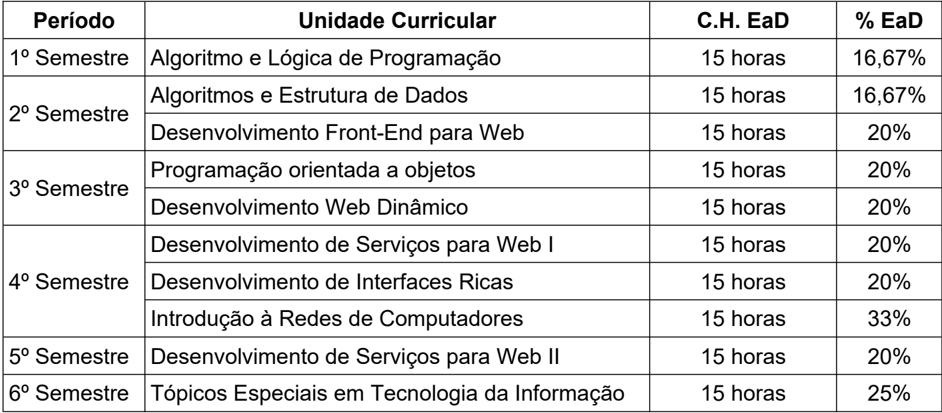 Período Unidade Curricular C.H. EaD % EaD
1º Semestre Algoritmo e Lógica de Programação 15 horas 16,67%
2º Semestre Algoritmos e Estrutura de Dados 15 horas 16,67%
Desenvolvimento Front-End para Web 15 horas 20%
3º Semestre Programação orientada a objetos 15 horas 20%
Desenvolvimento Web Dinâmico 15 horas 20%
4º Semestre Desenvolvimento de Serviços para Web I 15 horas 20%
Desenvolvimento de Interfaces Ricas 15 horas 20%
Introdução à Redes de Computadores 15 horas 33%
5º Semestre Desenvolvimento de Serviços para Web II 15 horas 20%
6º Semestre Tópicos Especiais em Tecnologia da Informação 15 horas 25%